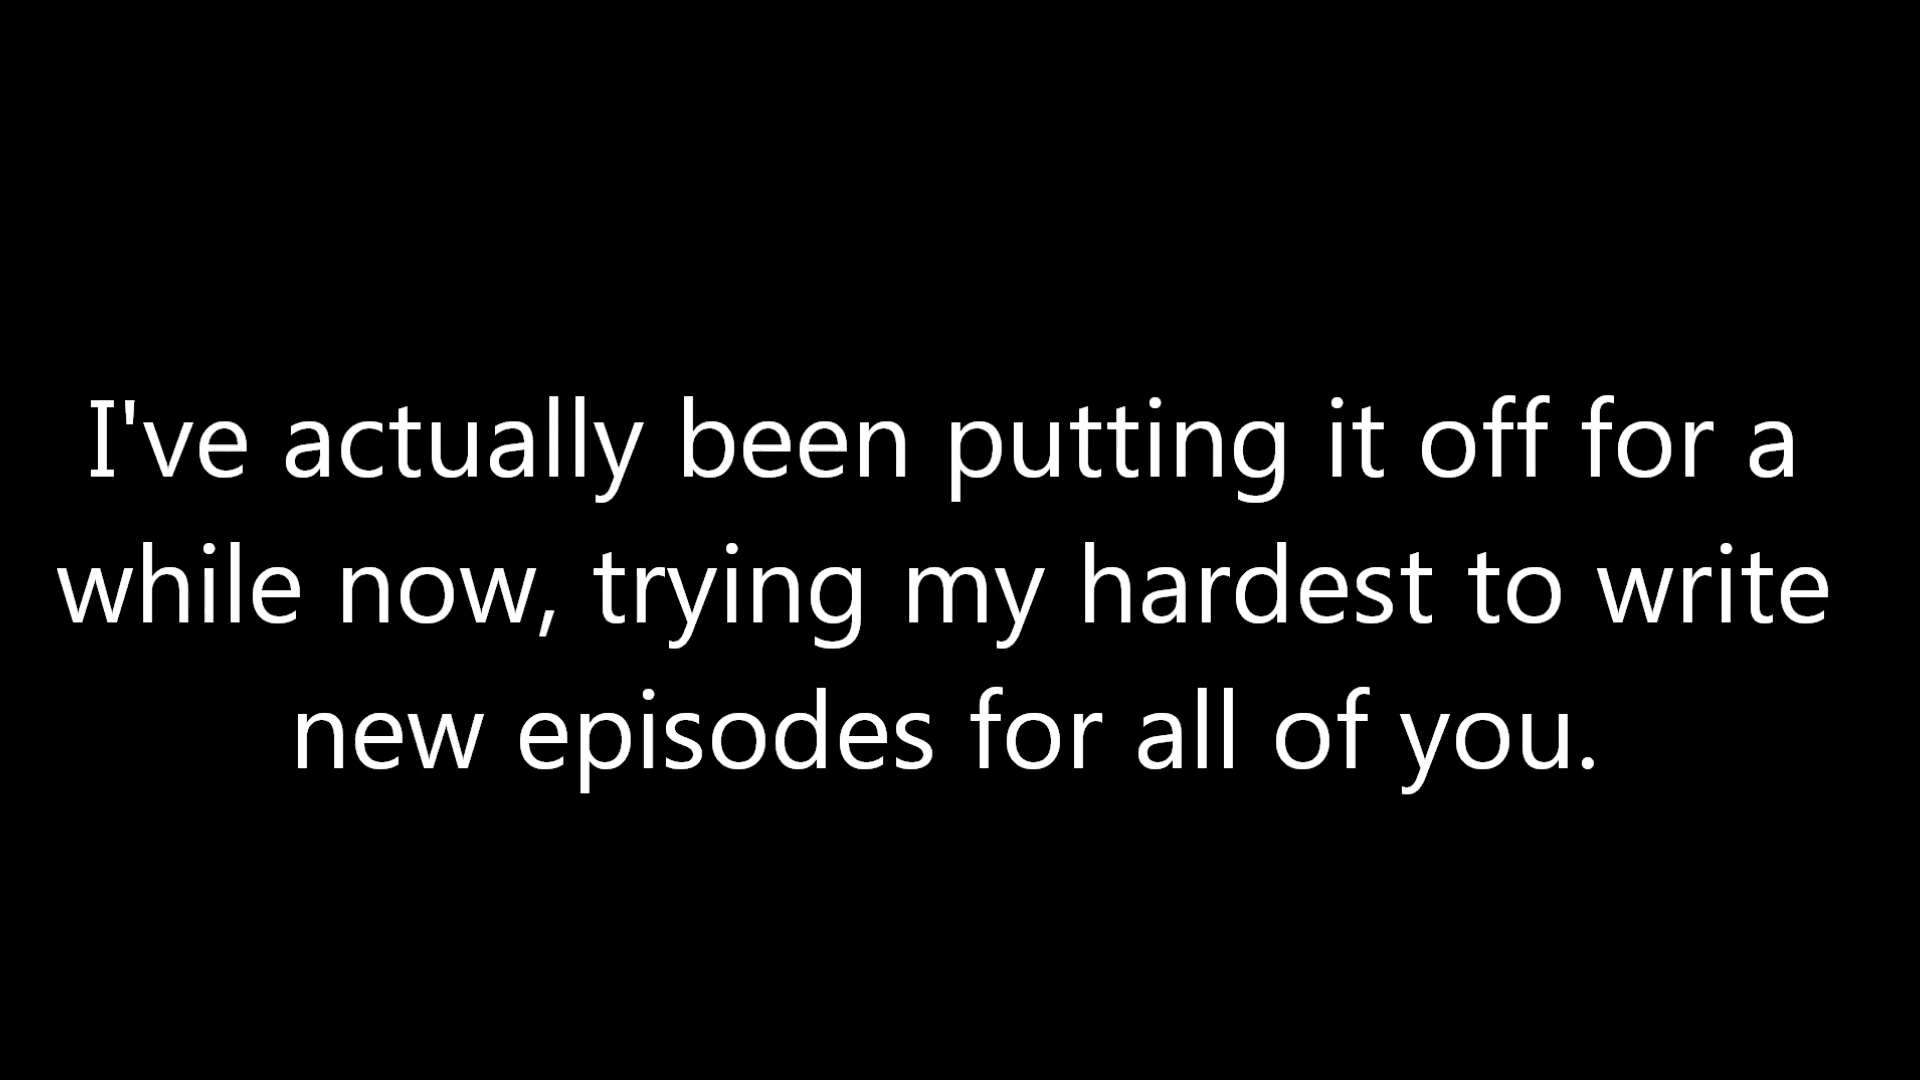 I've actually been putting it off for a
while now, trying my hardest to write
new episodes for all of you.